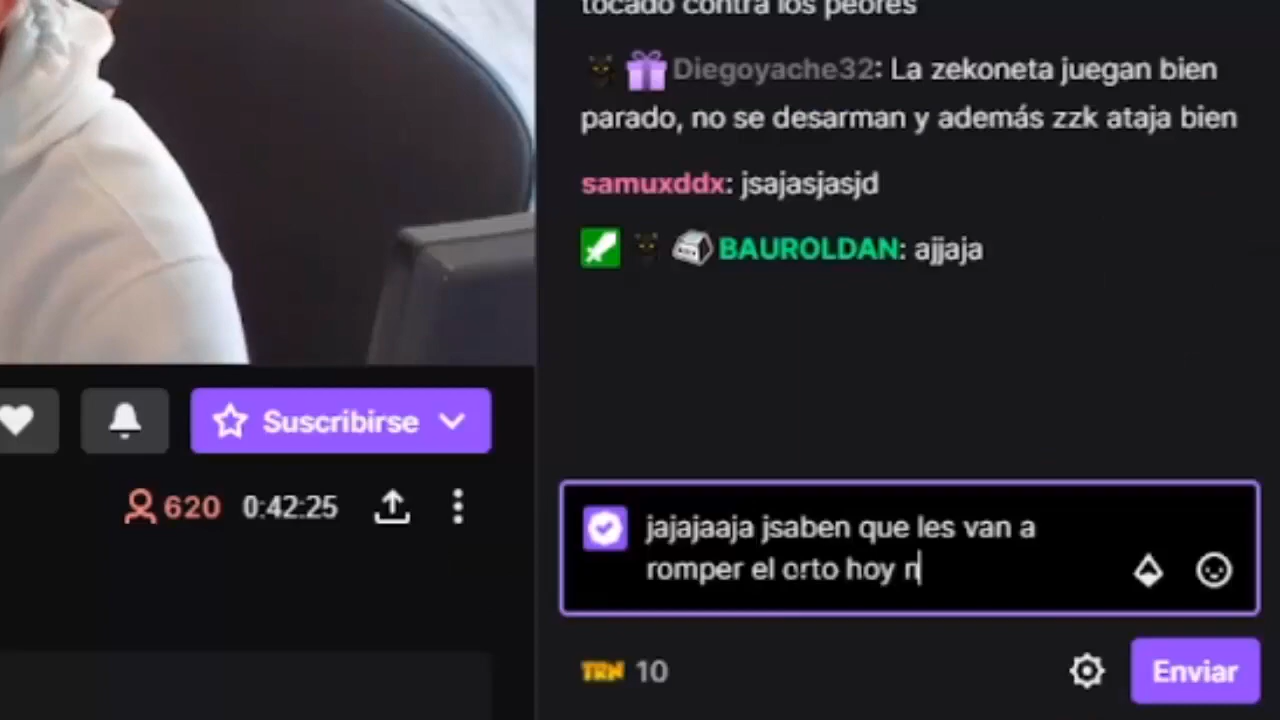 tocado contra los peores
Diegoyache32: La zekoneta juegan bien
parado, no se desarman y además zzk ataja bien
samuxddx: jsajasjasjd
BAUROLDAN: ajjaja
Suscribirse
620 0:42:25
jajajaaja jsaben que les van a
romper el orto hoy n
TRN 10
Enviar